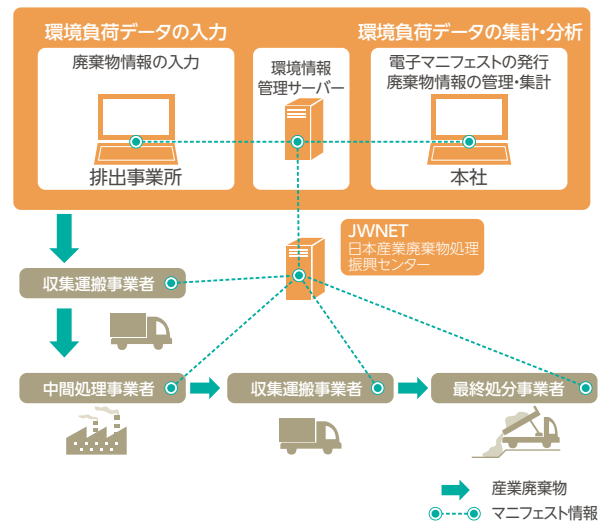 環境負荷データの入力
環境負荷データの集計・分析
廃棄物情報の入力
排出事業所
環境情報
管理サーバー
電子マニフェストの発行
廃棄物情報の管理・集計
本社
JWNET
日本産業廃棄物処理
振興センター
収集運搬事業者
中間処理事業者
収集運搬事業者
最終処分事業者
産業廃棄物
マニフェスト情報